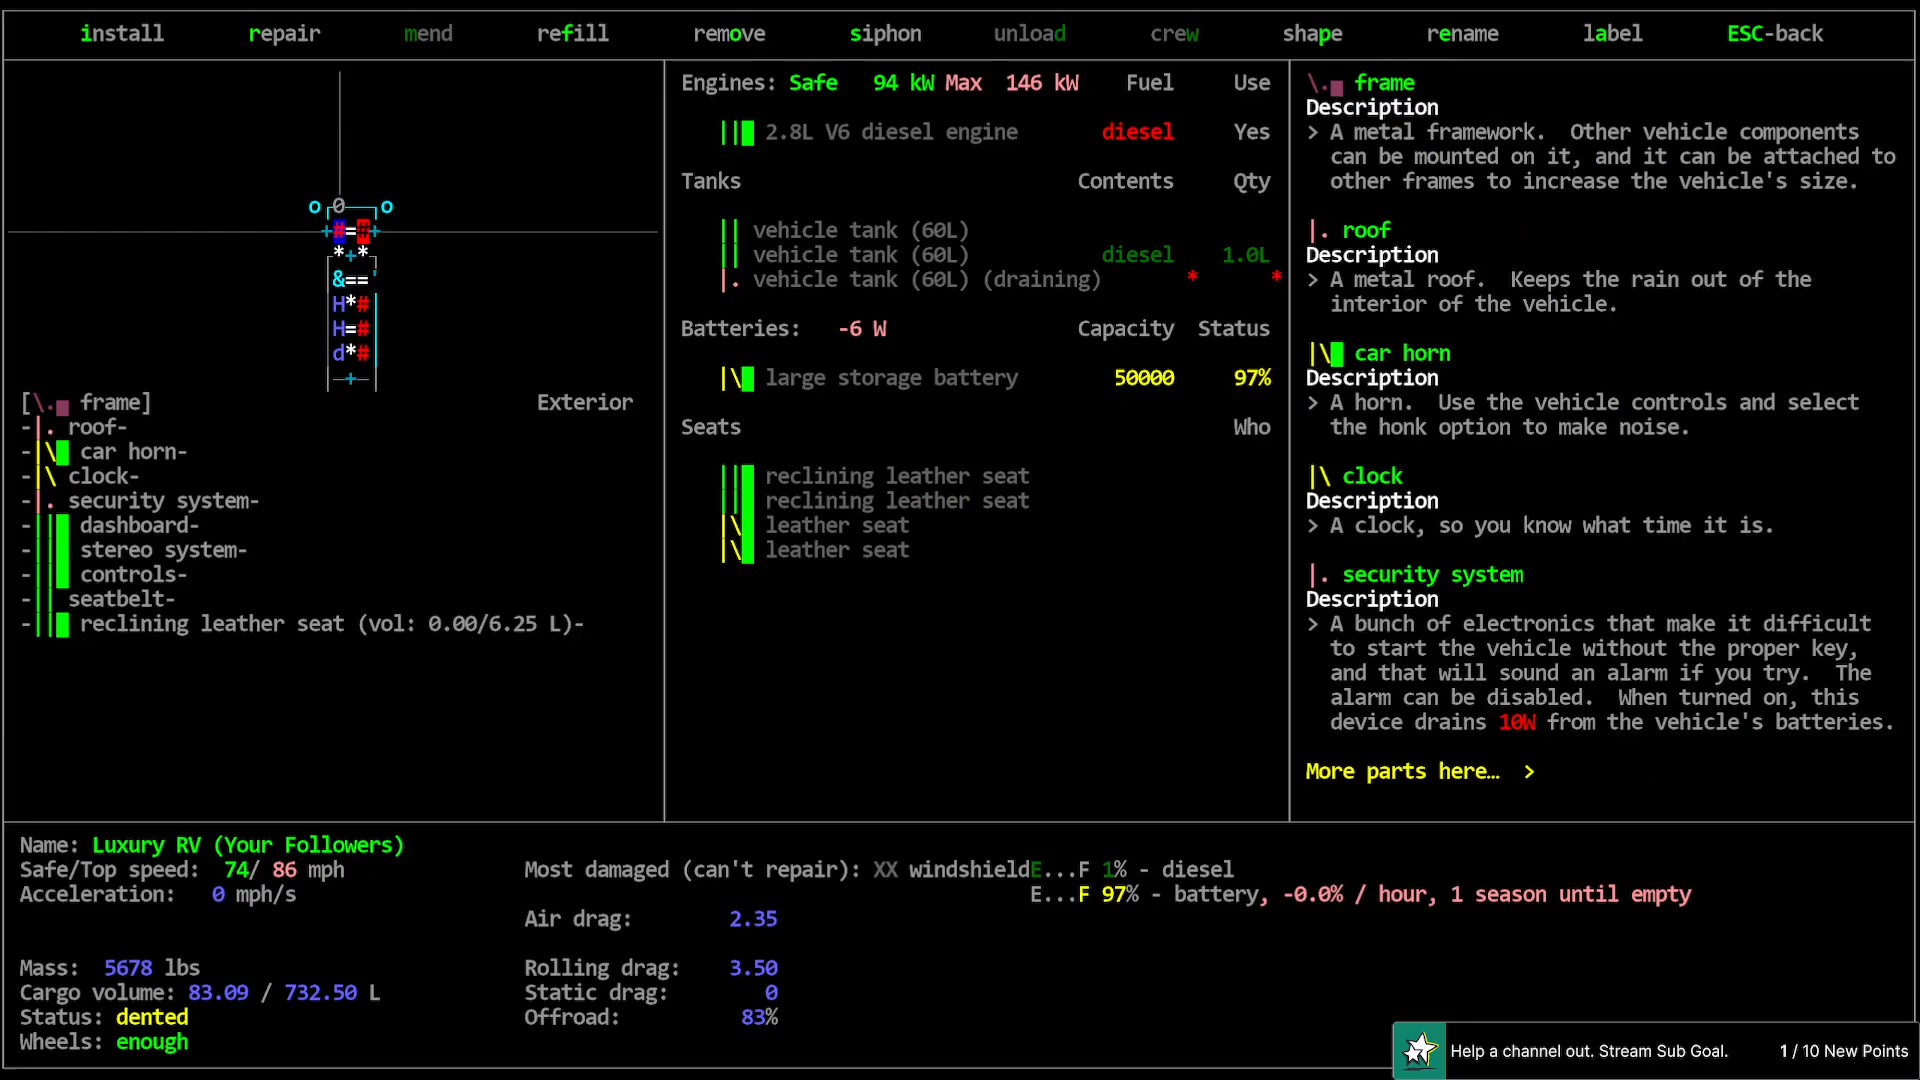 install repair mend refill remove siphon unload crew shape rename label ESC-back
Engines: Safe 94 kW Max 146 kW Fuel Use
|| 2.8L V6 diesel engine diesel Yes
Tanks Contents Qty
|| vehicle tank (60L)
|| vehicle tank (60L) diesel 1.0L
|. vehicle tank (60L) (draining) * *
Batteries: -6 W Capacity Status
|\ large storage battery 50000 97%
Seats Who
|| reclining leather seat
|| reclining leather seat
|\ leather seat
|\ leather seat
o 0 o
+#= +
*+*
&=='
H*#
H=#
d*#
-+-
[\. frame] Exterior
-|. roof-
-|\ car horn-
-|\ clock-
-|. security system-
-|| dashboard-
-|| stereo system-
-|| controls-
-|| seatbelt-
-|| reclining leather seat (vol: 0.00/6.25 L)-
\. frame
Description
> A metal framework. Other vehicle components
can be mounted on it, and it can be attached to
other frames to increase the vehicle's size.
|. roof
Description
> A metal roof. Keeps the rain out of the
interior of the vehicle.
|\ car horn
Description
> A horn. Use the vehicle controls and select
the honk option to make noise.
|\ clock
Description
> A clock, so you know what time it is.
|. security system
Description
> A bunch of electronics that make it difficult
to start the vehicle without the proper key,
and that will sound an alarm if you try. The
alarm can be disabled. When turned on, this
device drains 10W from the vehicle's batteries.
More parts here… >
Name: Luxury RV (Your Followers)
Safe/Top speed: 74/ 86 mph
Acceleration: 0 mph/s
Mass: 5678 lbs
Cargo volume: 83.09 / 732.50 L
Status: dented
Wheels: enough
Most damaged (can't repair): XX windshield
Air drag: 2.35
Rolling drag: 3.50
Static drag: 0
Offroad: 83%
E...F 1% - diesel
E...F 97% - battery, -0.0% / hour, 1 season until empty
Help a channel out. Stream Sub Goal. 1 / 10 New Points